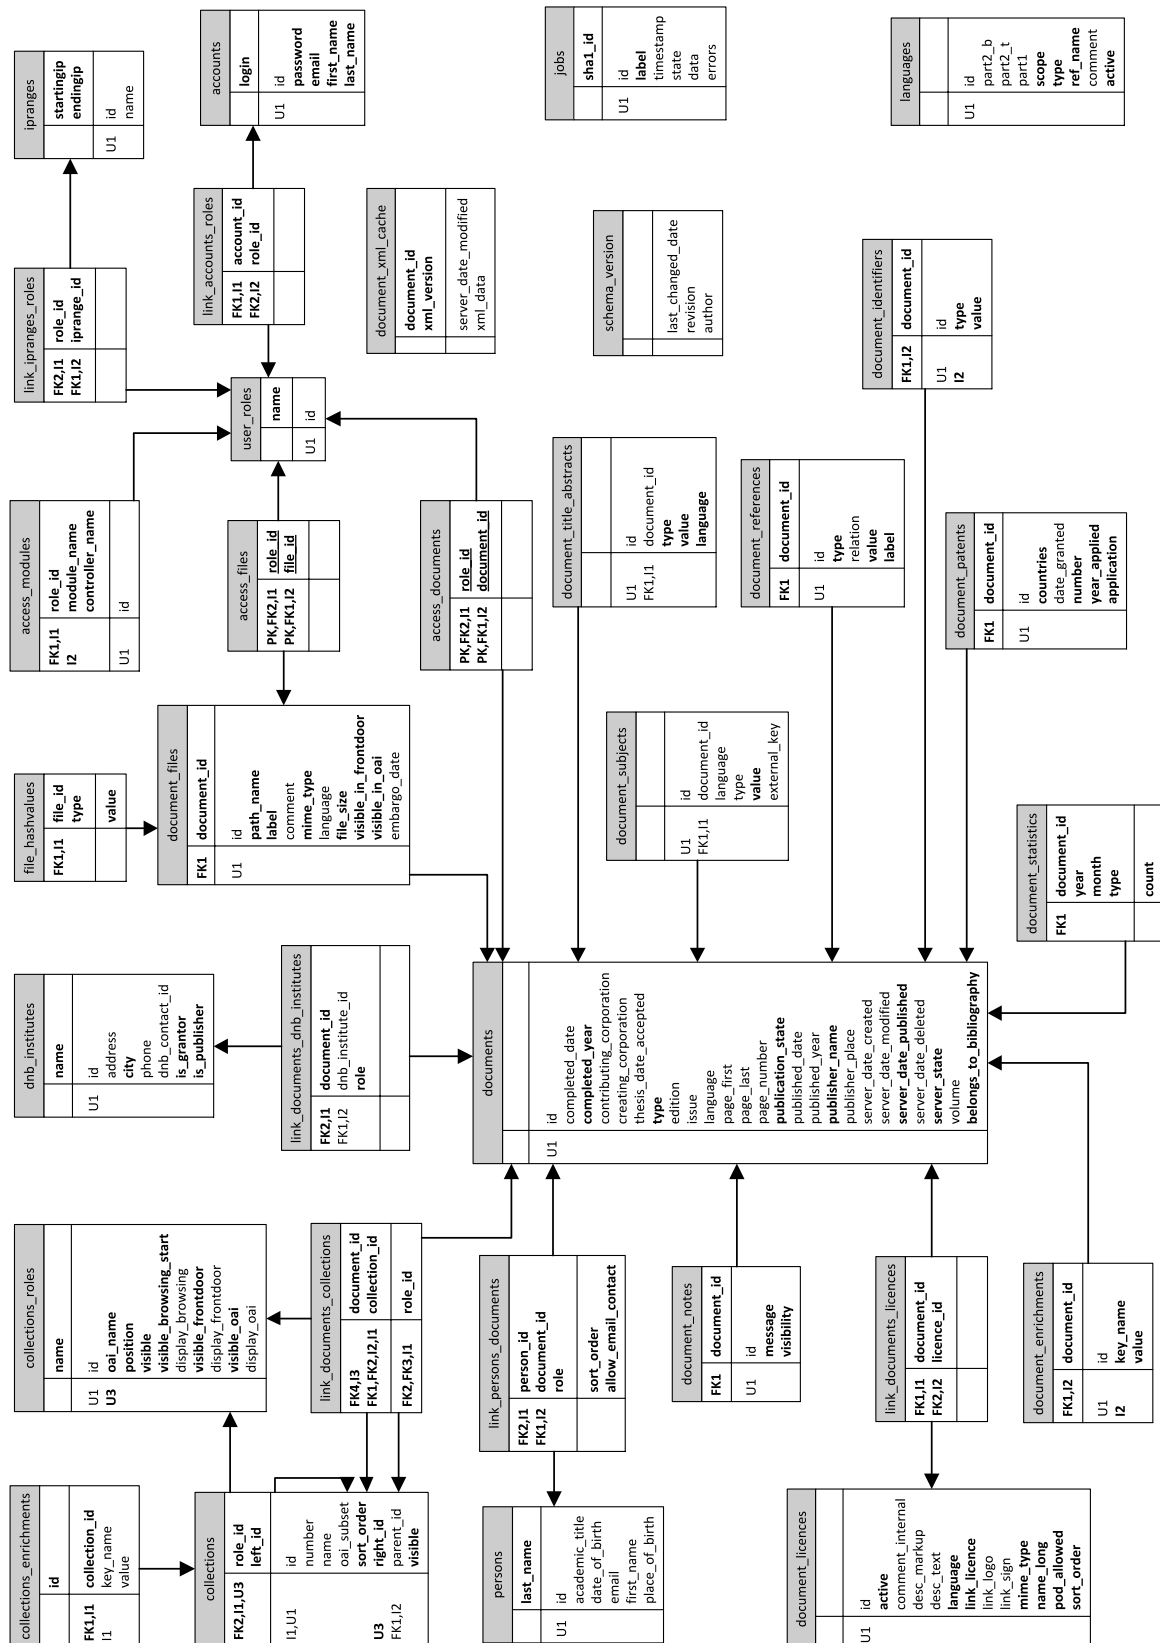 collections_enrichments
id
FK1,I1 collection_id
I1 key_name
value
collections
FK2,I1,U3 role_id
left_id
I1,U1 id
number
name
oai_subset
sort_order
U3 right_id
FK1,I2 parent_id
visible
collections_roles
name
U1 id
U3 oai_name
position
visible
visible_browsing_start
display_browsing
visible_frontdoor
display_frontdoor
visible_oai
display_oai
link_documents_collections
FK4,I3 document_id
FK1,FK2,I2,I1 collection_id
FK2,FK3,I1 role_id
dnb_institutes
name
U1 id
address
city
phone
dnb_contact_id
is_grantor
is_publisher
link_documents_dnb_institutes
FK2,I1 document_id
FK1,I2 dnb_institute_id
role
file_hashvalues
FK1,I1 file_id
type
value
document_files
FK1 document_id
U1 id
path_name
label
comment
mime_type
language
file_size
visible_in_frontdoor
visible_in_oai
embargo_date
access_modules
FK1,I1 role_id
I2 module_name
controller_name
U1 id
access_files
PK,FK2,I1 role_id
PK,FK1,I2 file_id
access_documents
PK,FK2,I1 role_id
PK,FK1,I2 document_id
user_roles
name
U1 id
link_ipranges_roles
FK2,I1 role_id
FK1,I2 iprange_id
ipranges
startingip
endingip
U1 id
name
link_accounts_roles
FK1,I1 account_id
FK2,I2 role_id
accounts
login
U1 id
password
email
first_name
last_name
document_xml_cache
document_id
xml_version
server_date_modified
xml_data
persons
last_name
U1 id
academic_title
date_of_birth
email
first_name
place_of_birth
link_persons_documents
FK2,I1 person_id
FK1,I2 document_id
role
sort_order
allow_email_contact
documents
U1 id
completed_date
completed_year
contributing_corporation
creating_corporation
thesis_date_accepted
type
edition
issue
language
page_first
page_last
page_number
publication_state
published_date
published_year
publisher_name
publisher_place
server_date_created
server_date_modified
server_date_published
server_date_deleted
server_state
volume
belongs_to_bibliography
document_title_abstracts
U1 id
FK1,I1 document_id
type
value
language
jobs
sha1_id
U1 id
label
timestamp
state
data
errors
schema_version
last_changed_date
revision
author
document_subjects
U1 id
FK1,I1 document_id
language
type
value
external_key
document_notes
FK1 document_id
U1 id
message
visibility
document_references
FK1 document_id
U1 id
type
relation
value
label
document_licences
U1 id
active
comment_internal
desc_markup
desc_text
language
link_licence
link_logo
link_sign
mime_type
name_long
pod_allowed
sort_order
link_documents_licences
FK1,I1 document_id
FK2,I2 licence_id
document_identifiers
FK1,I2 document_id
U1 id
I2 type
value
languages
U1 id
part2_b
part2_t
part1
scope
type
ref_name
comment
active
document_patents
FK1 document_id
U1 id
countries
date_granted
number
year_applied
application
document_enrichments
FK1,I2 document_id
U1 id
I2 key_name
value
document_statistics
FK1 document_id
year
month
type
count